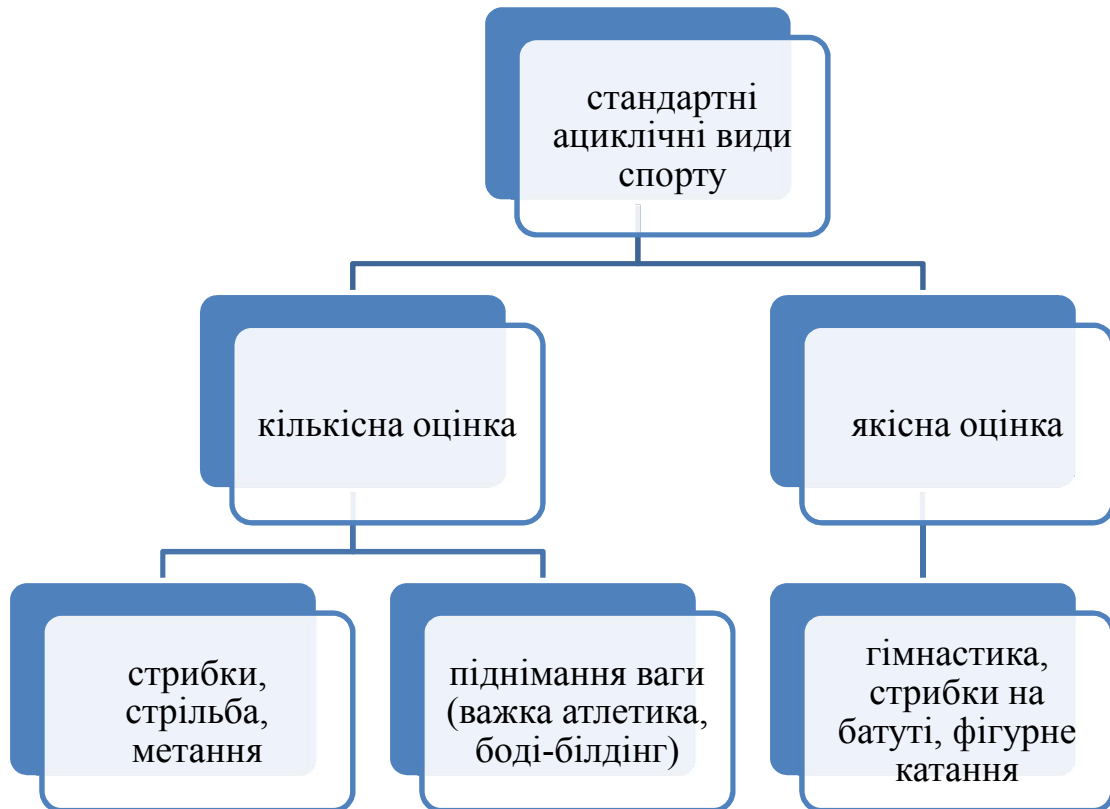 стандартні
ациклічні види
спорту
кількісна оцінка
якісна оцінка
стрибки,
стрільба,
метання
піднімання ваги
(важка атлетика,
боді-білдінг)
гімнастика,
стрибки на
батуті, фігурне
катання